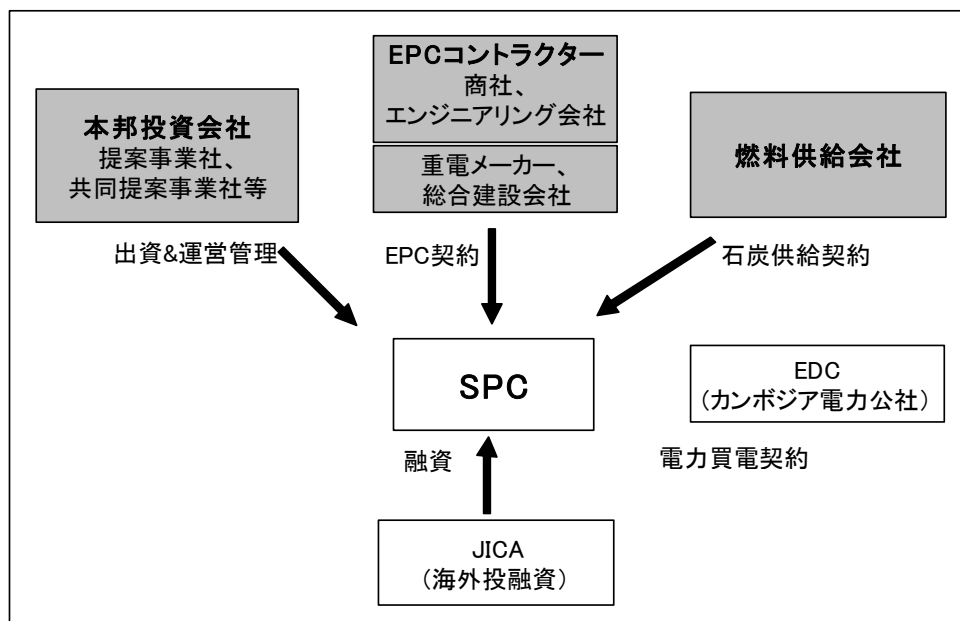 EPCコントラクター
商社、
エンジニアリング会社
重電メーカー、
総合建設会社
本邦投資会社
提案事業社、
共同提案事業社等
燃料供給会社
出資&運営管理
EPC契約
石炭供給契約
SPC
EDC
(カンボジア電力公社)
融資
電力買電契約
JICA
(海外投融資)